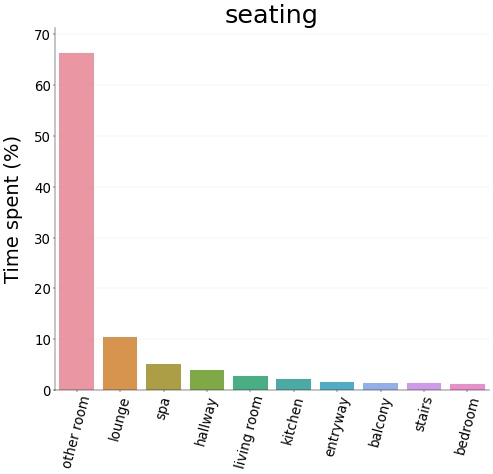 seating
Time spent (%)
70
60
50
40
30
20
10
0
other room
lounge
spa
hallway
living room
kitchen
entryway
balcony
stairs
bedroom